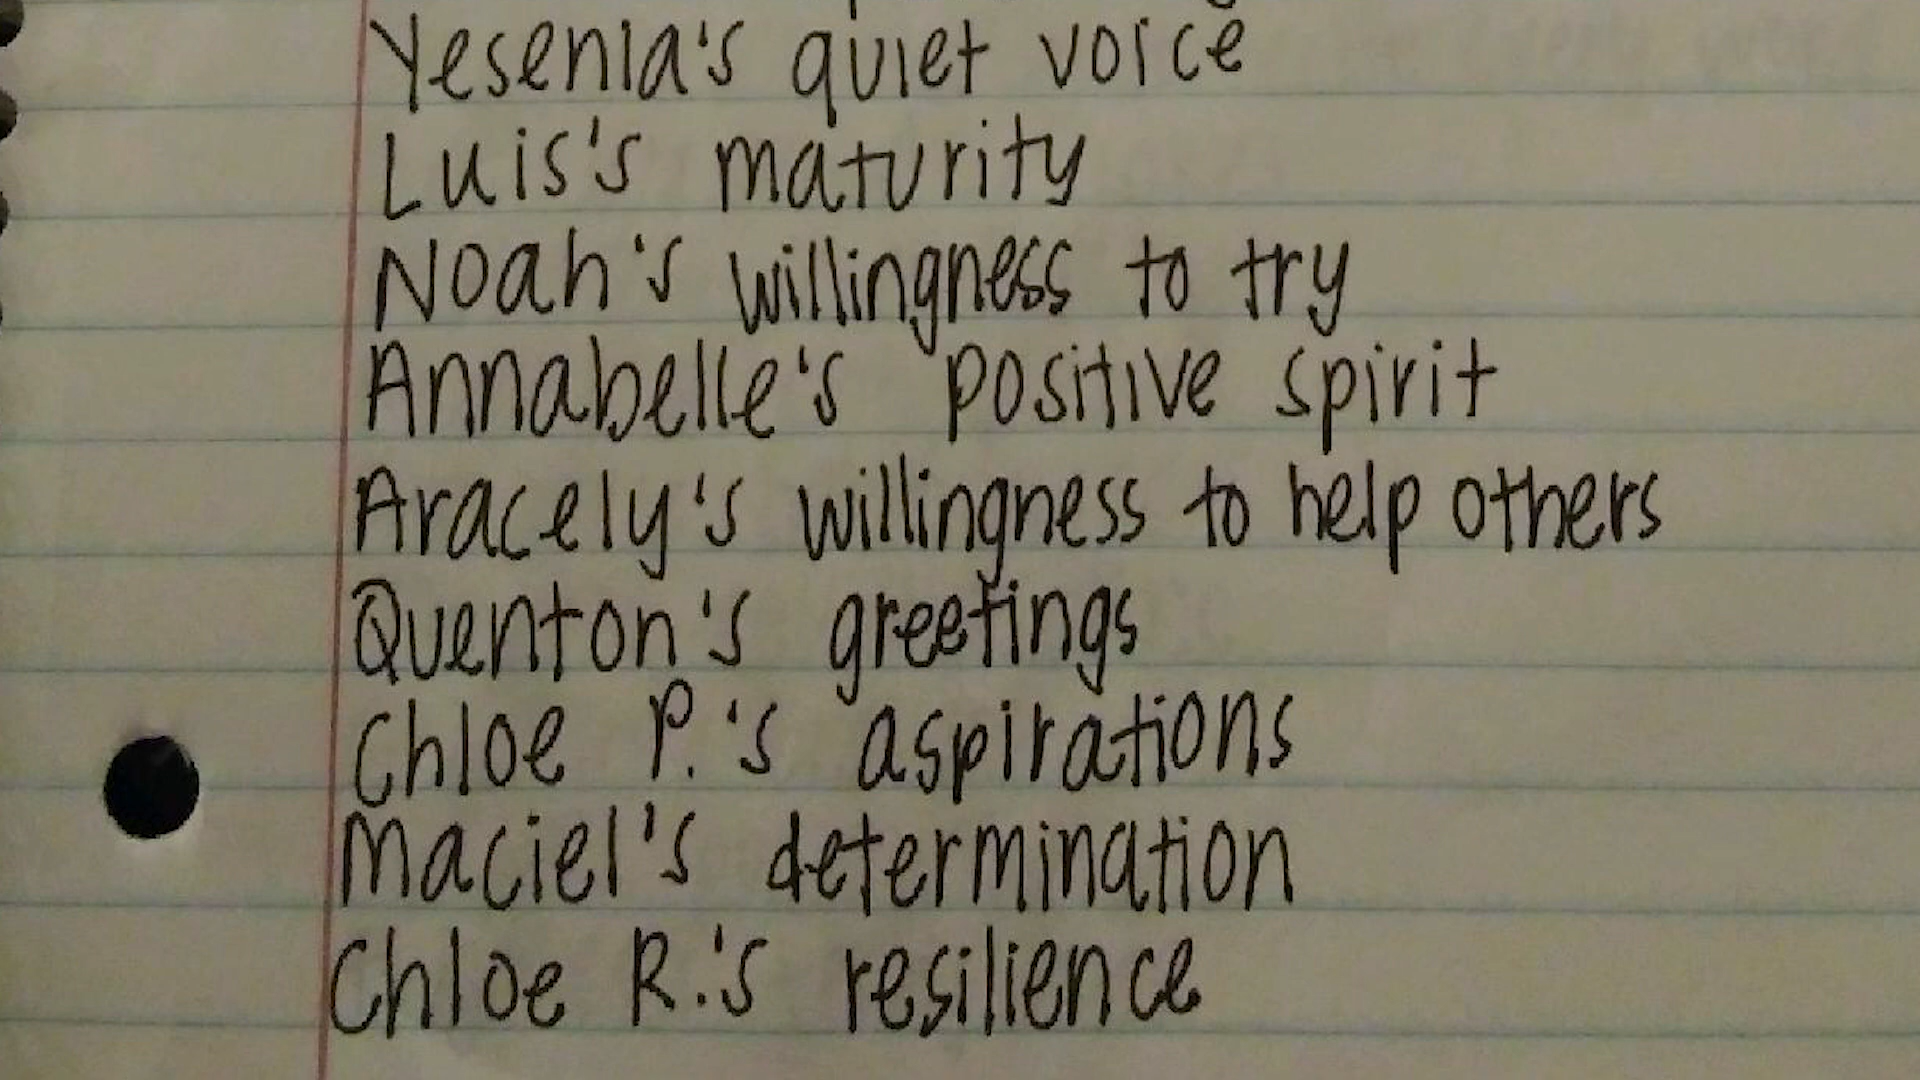 Yesenia's quiet voice
Luis's maturity
Noah's willingness to try
Annabelle's positive spirit
Aracely's willingness to help others
Quenton's greetings
Chloe P.'s aspirations
Maciel's determination
Chloe R.'s resilience